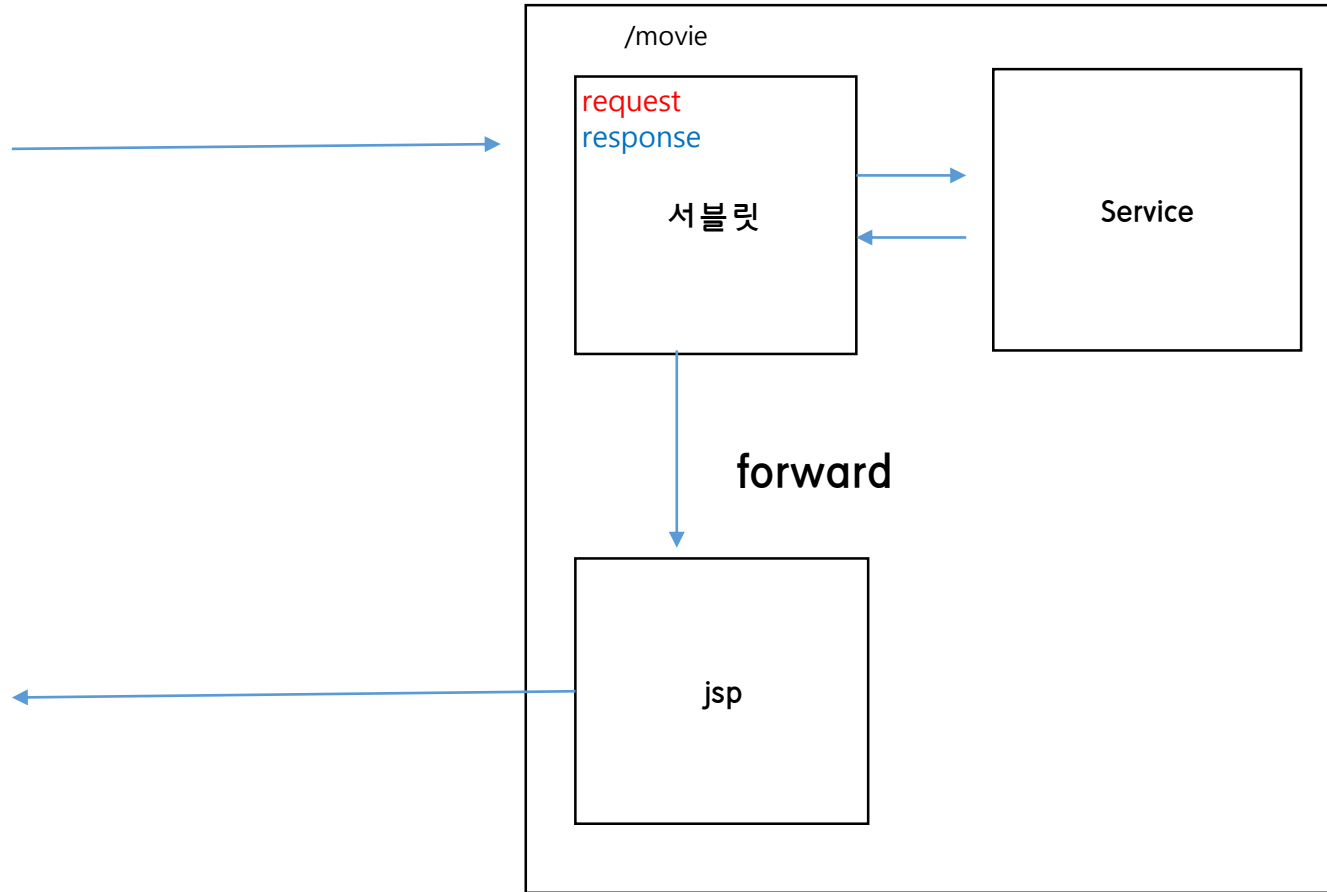 /movie
request
response
서블릿
Service
forward
jsp